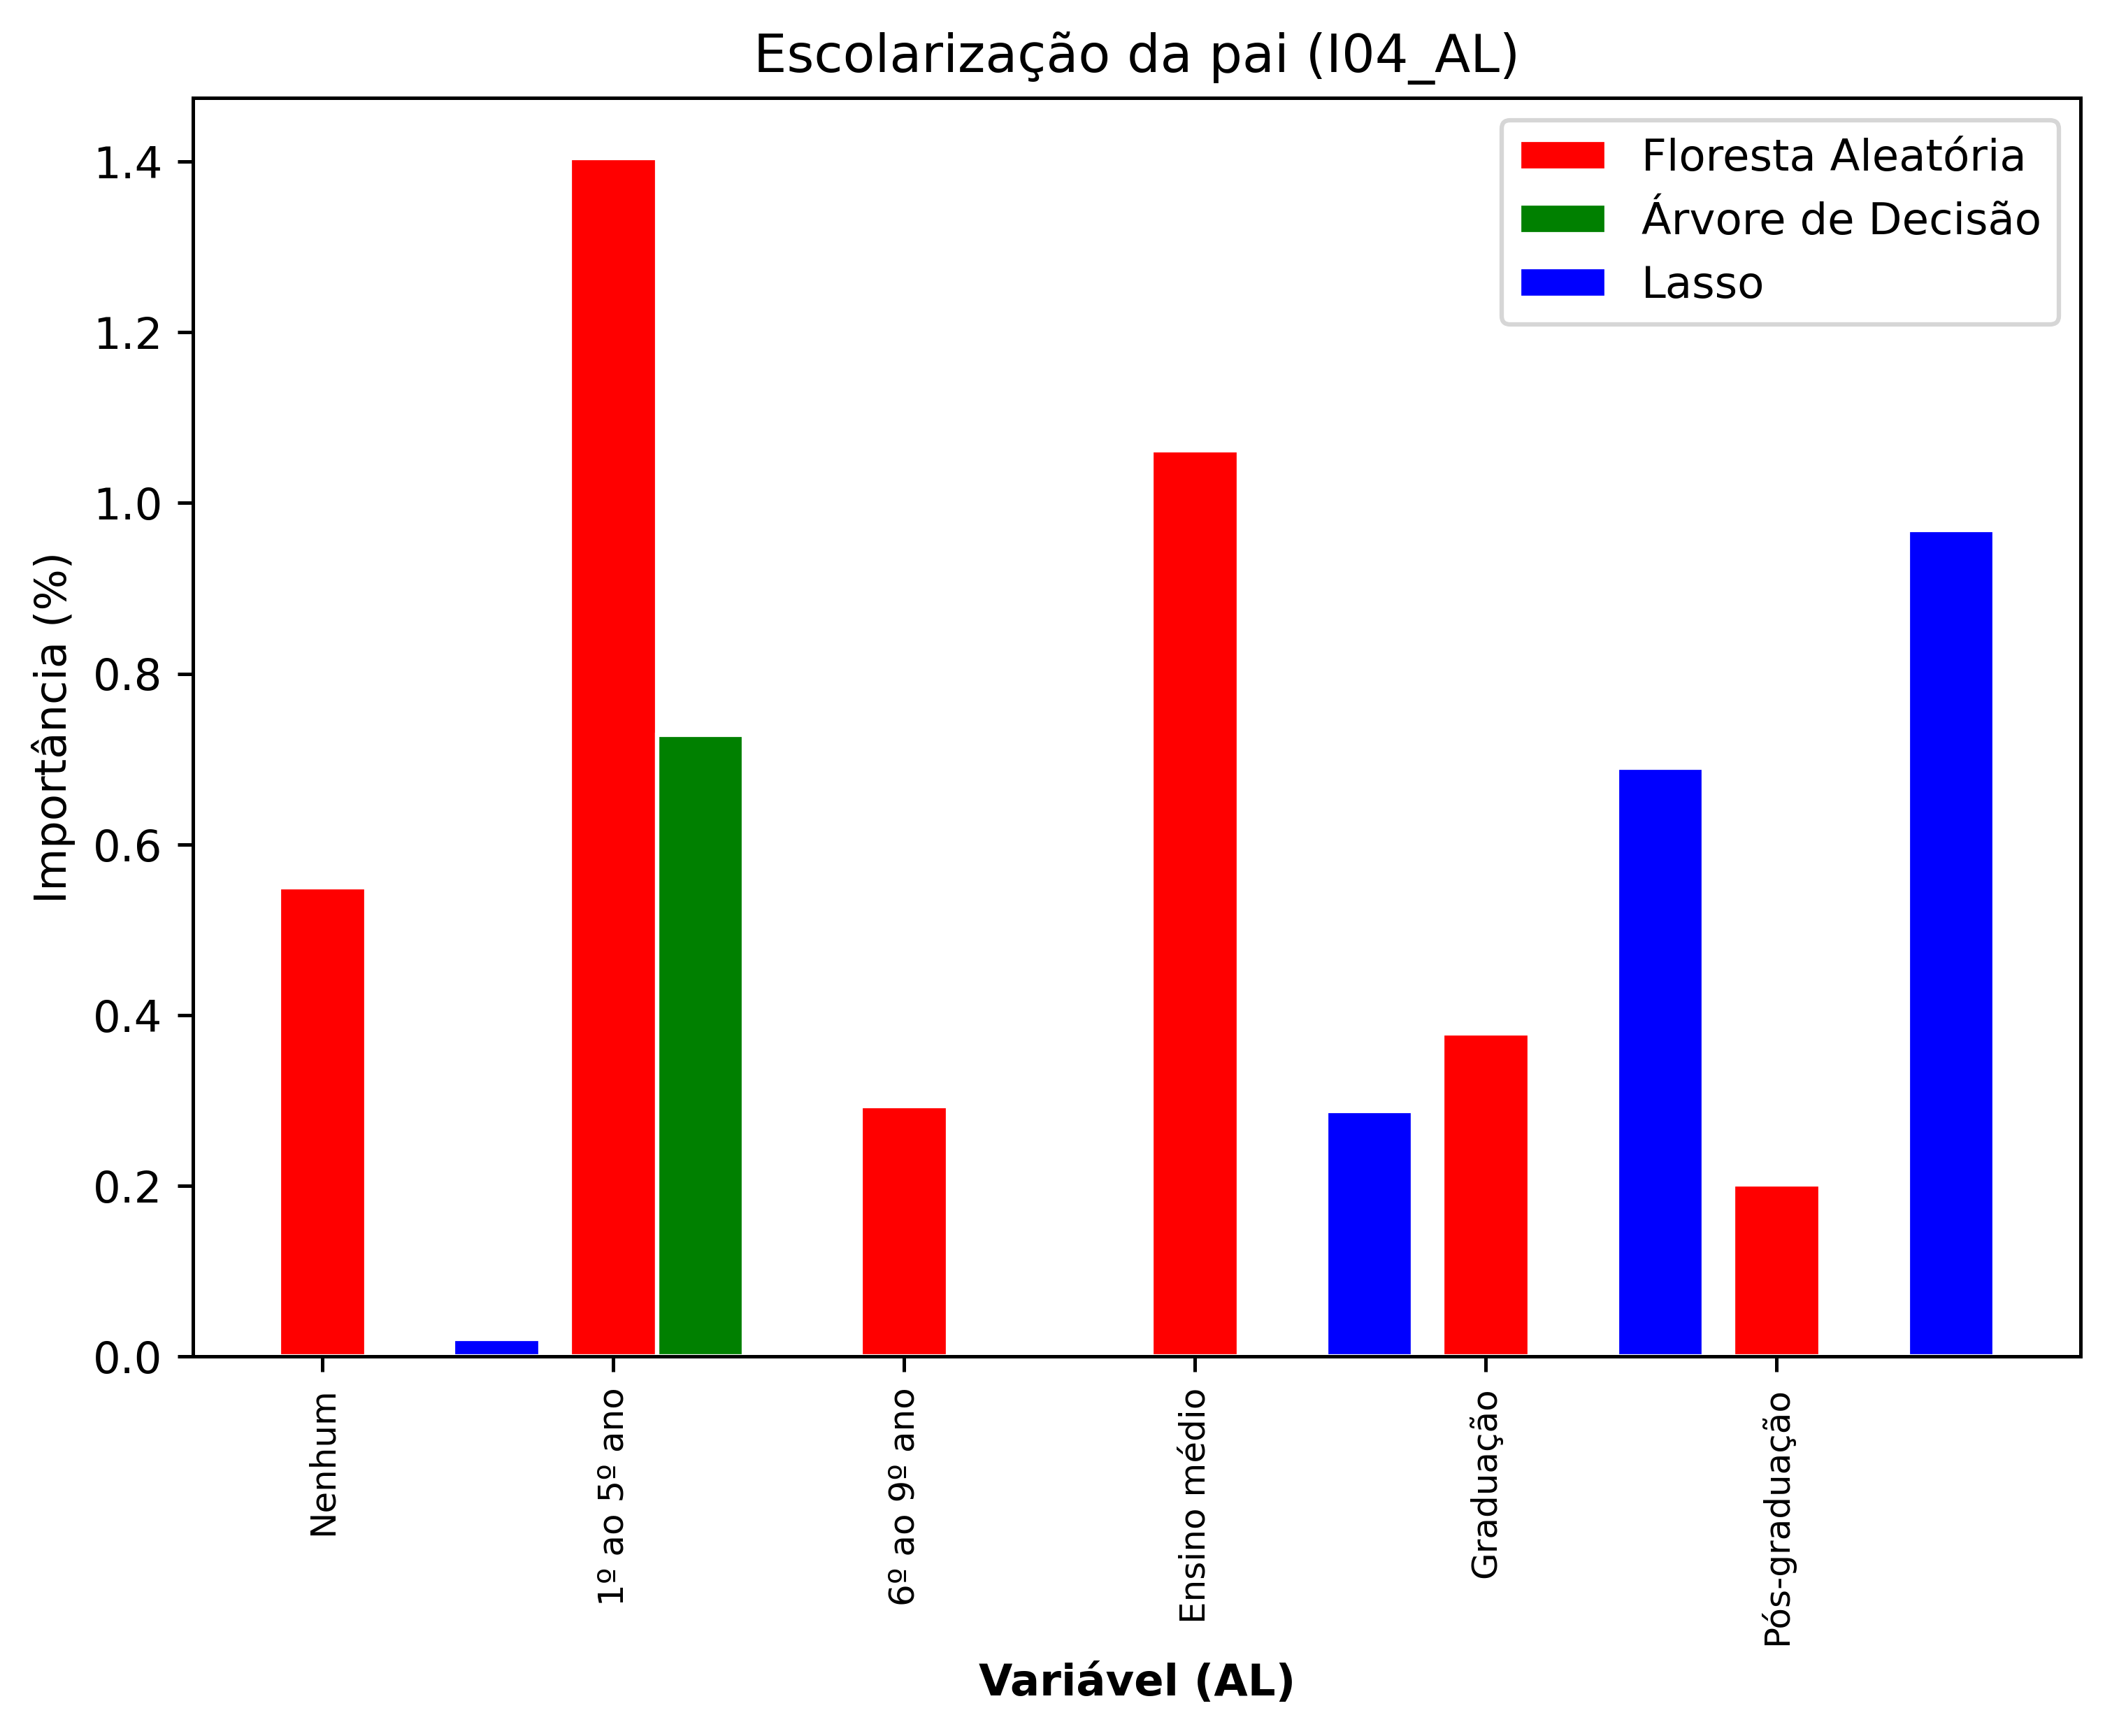 Escolarização da pai (I04_AL)
Floresta Aleatória
Árvore de Decisão
Lasso
Importância (%)
1.4
1.2
1.0
0.8
0.6
0.4
0.2
0.0
Nenhum
1º ao 5º ano
6º ao 9º ano
Ensino médio
Graduação
Pós-graduação
Variável (AL)